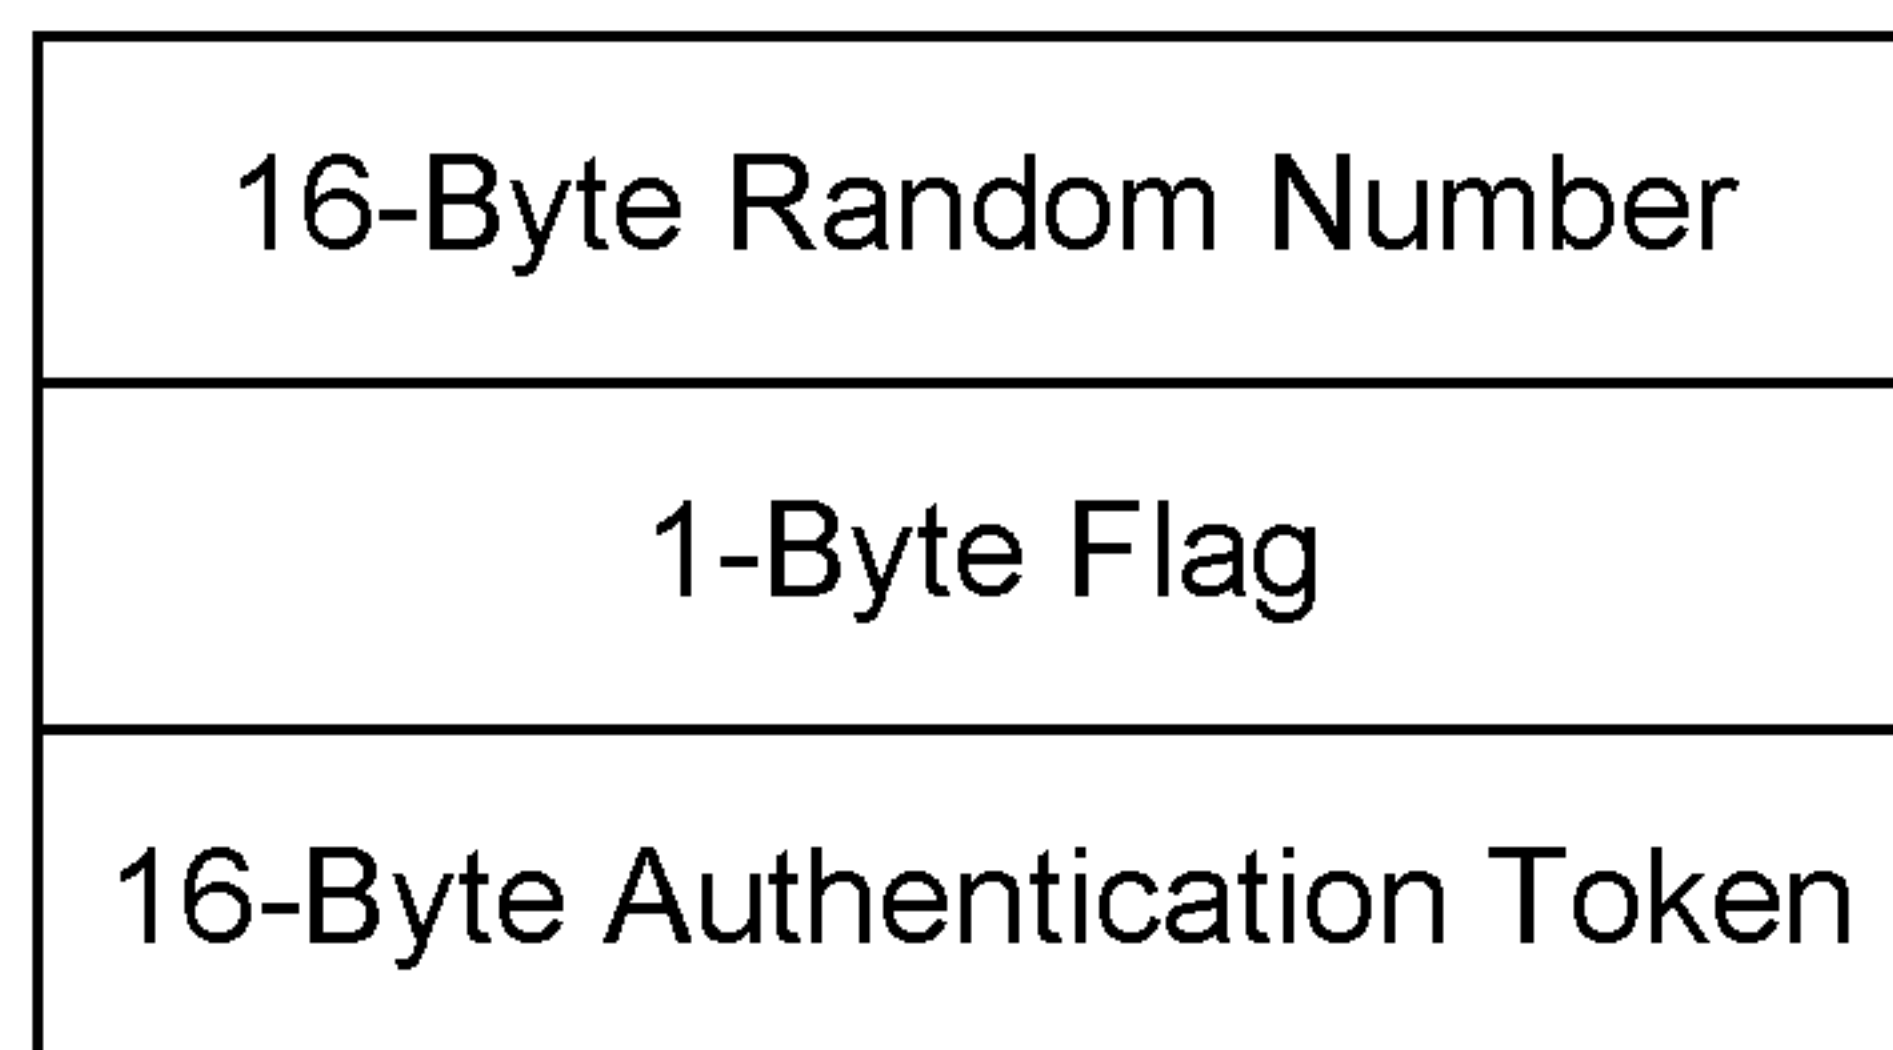 16-Byte Random Number
1-Byte Flag
16-Byte Authentication Token